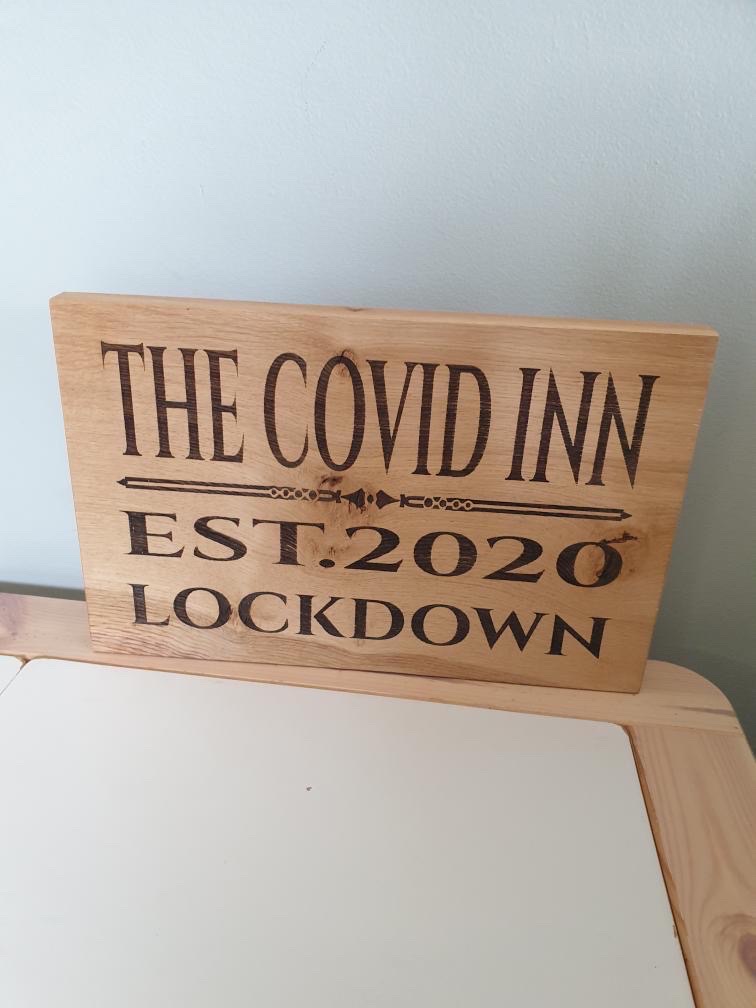 THE COVID INN
EST.2020
LOCKDOWN